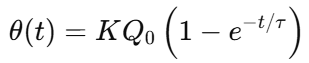 θ(t) = KQ₀ (1 − e^{−t/τ})